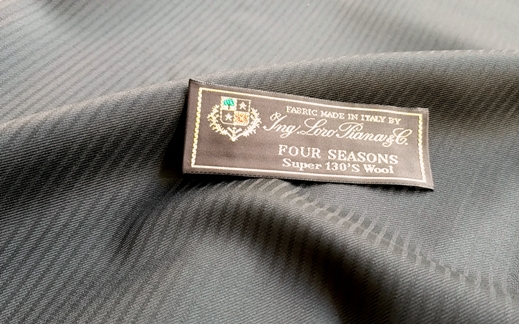 FABRIC MADE IN ITALY BY
Ing. Loro Piana & C.
FOUR SEASONS
Super 130'S Wool